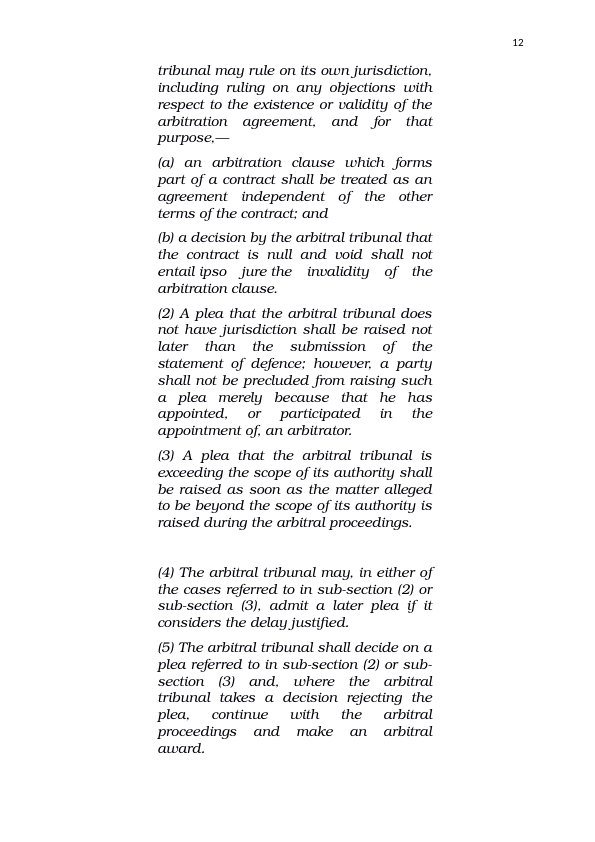 12
tribunal may rule on its own jurisdiction,
including ruling on any objections with
respect to the existence or validity of the
arbitration agreement, and for that
purpose,—
(a) an arbitration clause which forms
part of a contract shall be treated as an
agreement independent of the other
terms of the contract; and
(b) a decision by the arbitral tribunal that
the contract is null and void shall not
entail ipso jure the invalidity of the
arbitration clause.
(2) A plea that the arbitral tribunal does
not have jurisdiction shall be raised not
later than the submission of the
statement of defence; however, a party
shall not be precluded from raising such
a plea merely because that he has
appointed, or participated in the
appointment of, an arbitrator.
(3) A plea that the arbitral tribunal is
exceeding the scope of its authority shall
be raised as soon as the matter alleged
to be beyond the scope of its authority is
raised during the arbitral proceedings.
(4) The arbitral tribunal may, in either of
the cases referred to in sub-section (2) or
sub-section (3), admit a later plea if it
considers the delay justified.
(5) The arbitral tribunal shall decide on a
plea referred to in sub-section (2) or sub-
section (3) and, where the arbitral
tribunal takes a decision rejecting the
plea, continue with the arbitral
proceedings and make an arbitral
award.